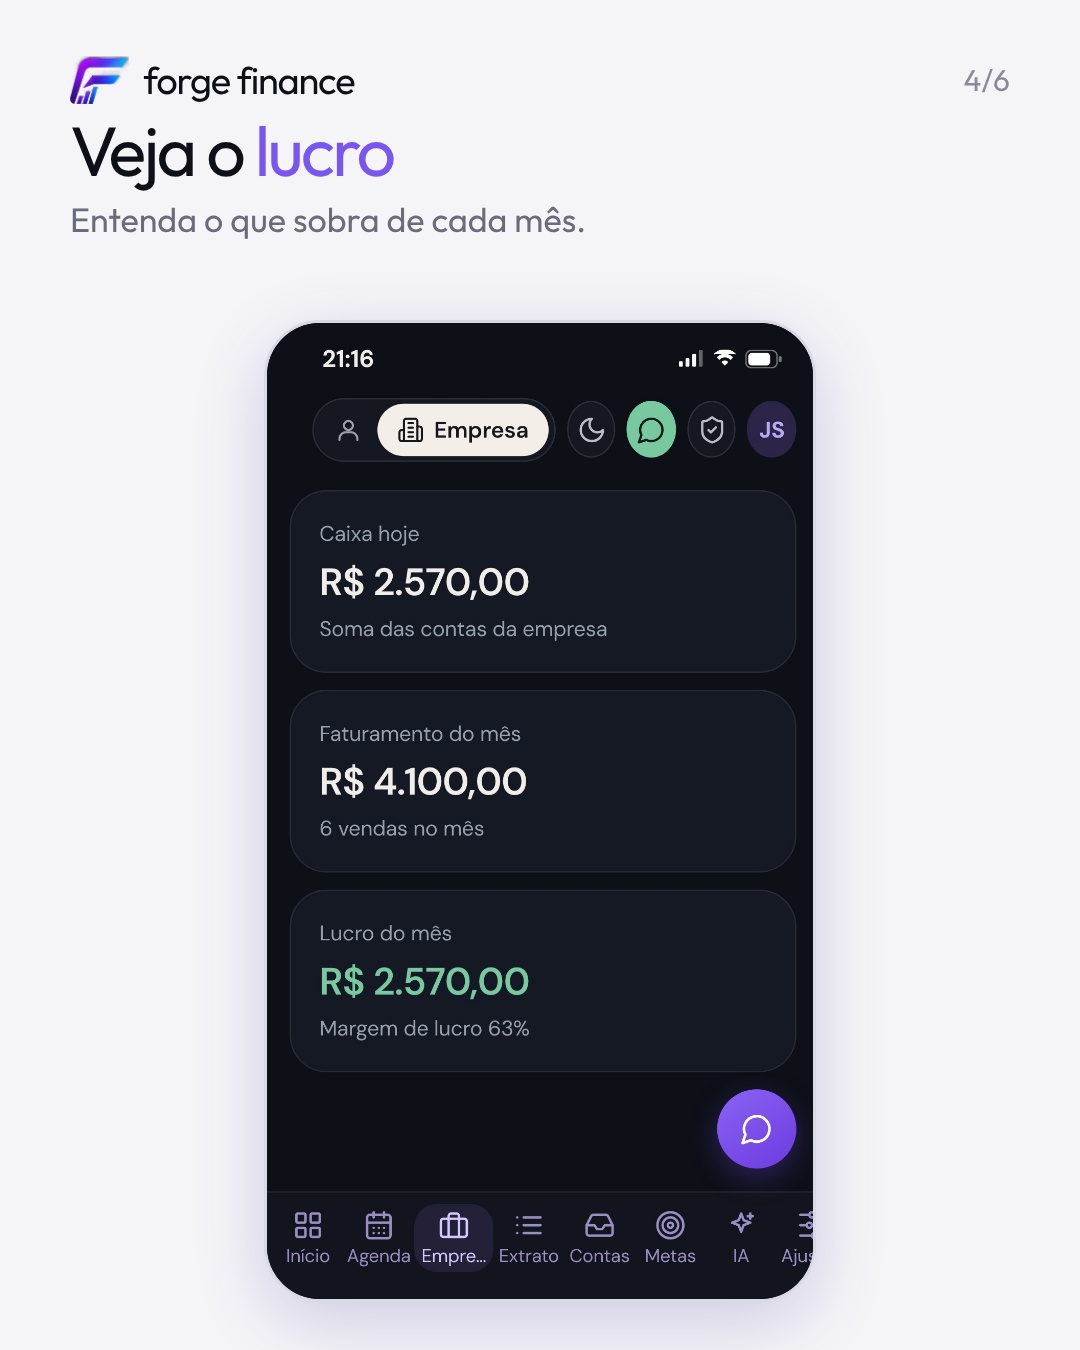 forge finance
4/6
Veja o lucro
Entenda o que sobra de cada mês.
21:16
Empresa
JS
Caixa hoje
R$ 2.570,00
Soma das contas da empresa
Faturamento do mês
R$ 4.100,00
6 vendas no mês
Lucro do mês
R$ 2.570,00
Margem de lucro 63%
Início Agenda Empre... Extrato Contas Metas IA Ajus